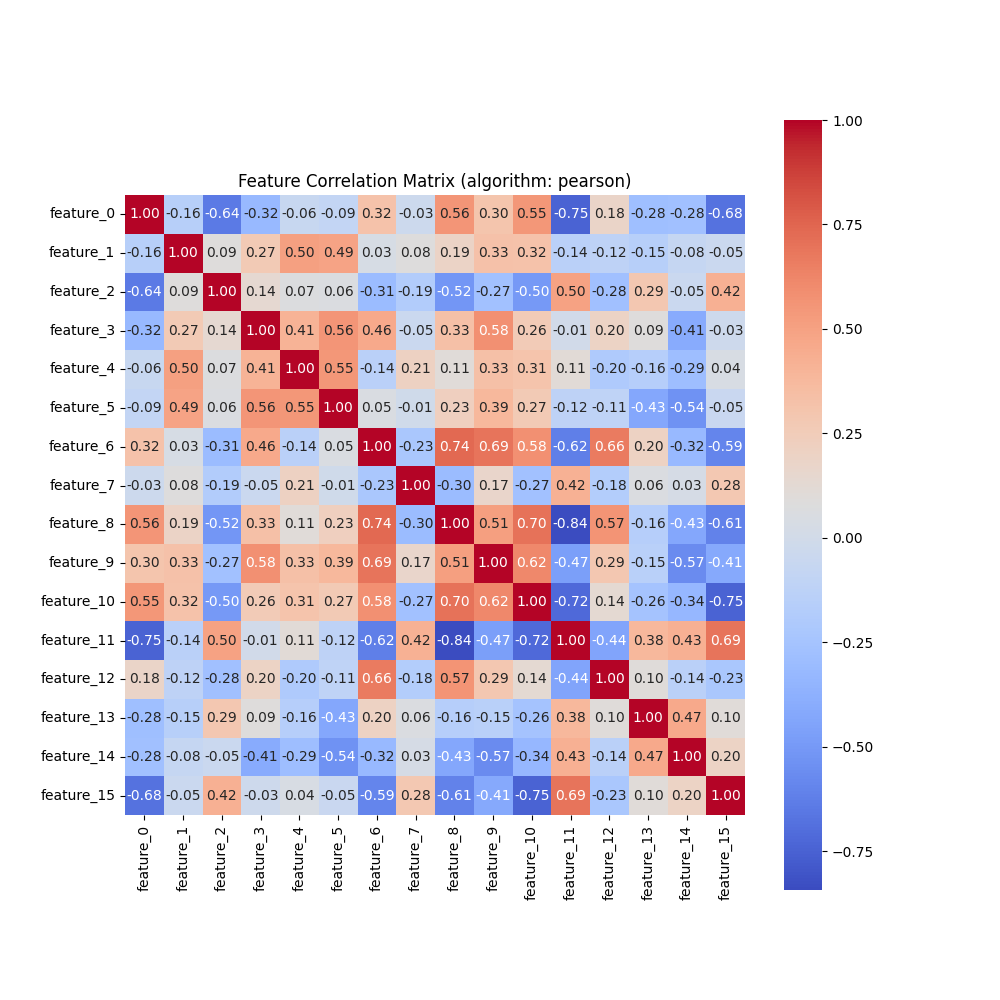 Feature Correlation Matrix (algorithm: pearson)
feature_0 1.00 -0.16 -0.64 -0.32 -0.06 -0.09 0.32 -0.03 0.56 0.30 0.55 -0.75 0.18 -0.28 -0.28 -0.68
feature_1 -0.16 1.00 0.09 0.27 0.50 0.49 0.03 0.08 0.19 0.33 0.32 -0.14 -0.12 -0.15 -0.08 -0.05
feature_2 -0.64 0.09 1.00 0.14 0.07 0.06 -0.31 -0.19 -0.52 -0.27 -0.50 0.50 -0.28 0.29 -0.05 0.42
feature_3 -0.32 0.27 0.14 1.00 0.41 0.56 0.46 -0.05 0.33 0.58 0.26 -0.01 0.20 0.09 -0.41 -0.03
feature_4 -0.06 0.50 0.07 0.41 1.00 0.55 -0.14 0.21 0.11 0.33 0.31 0.11 -0.20 -0.16 -0.29 0.04
feature_5 -0.09 0.49 0.06 0.56 0.55 1.00 0.05 -0.01 0.23 0.39 0.27 -0.12 -0.11 -0.43 -0.54 -0.05
feature_6 0.32 0.03 -0.31 0.46 -0.14 0.05 1.00 -0.23 0.74 0.69 0.58 -0.62 0.66 0.20 -0.32 -0.59
feature_7 -0.03 0.08 -0.19 -0.05 0.21 -0.01 -0.23 1.00 -0.30 0.17 -0.27 0.42 -0.18 0.06 0.03 0.28
feature_8 0.56 0.19 -0.52 0.33 0.11 0.23 0.74 -0.30 1.00 0.51 0.70 -0.84 0.57 -0.16 -0.43 -0.61
feature_9 0.30 0.33 -0.27 0.58 0.33 0.39 0.69 0.17 0.51 1.00 0.62 -0.47 0.29 -0.15 -0.57 -0.41
feature_10 0.55 0.32 -0.50 0.26 0.31 0.27 0.58 -0.27 0.70 0.62 1.00 -0.72 0.14 -0.26 -0.34 -0.75
feature_11 -0.75 -0.14 0.50 -0.01 0.11 -0.12 -0.62 0.42 -0.84 -0.47 -0.72 1.00 -0.44 0.38 0.43 0.69
feature_12 0.18 -0.12 -0.28 0.20 -0.20 -0.11 0.66 -0.18 0.57 0.29 0.14 -0.44 1.00 0.10 -0.14 -0.23
feature_13 -0.28 -0.15 0.29 0.09 -0.16 -0.43 0.20 0.06 -0.16 -0.15 -0.26 0.38 0.10 1.00 0.47 0.10
feature_14 -0.28 -0.08 -0.05 -0.41 -0.29 -0.54 -0.32 0.03 -0.43 -0.57 -0.34 0.43 -0.14 0.47 1.00 0.20
feature_15 -0.68 -0.05 0.42 -0.03 0.04 -0.05 -0.59 0.28 -0.61 -0.41 -0.75 0.69 -0.23 0.10 0.20 1.00
feature_0 feature_1 feature_2 feature_3 feature_4 feature_5 feature_6 feature_7 feature_8 feature_9 feature_10 feature_11 feature_12 feature_13 feature_14 feature_15
1.00
0.75
0.50
0.25
0.00
−0.25
−0.50
−0.75